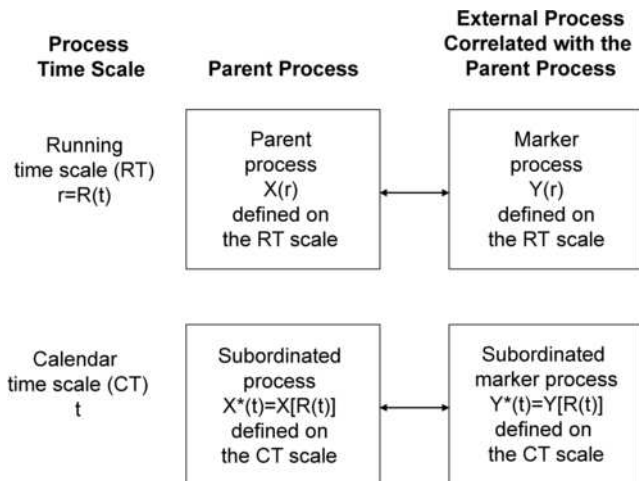 Process
Time Scale
Parent Process
External Process
Correlated with the
Parent Process
Running
time scale (RT)
r=R(t)
Parent
process
X(r)
defined on
the RT scale
Marker
process
Y(r)
defined on
the RT scale
Calendar
time scale (CT)
t
Subordinated
process
X*(t)=X[R(t)]
defined on
the CT scale
Subordinated
marker process
Y*(t)=Y[R(t)]
defined on
the CT scale